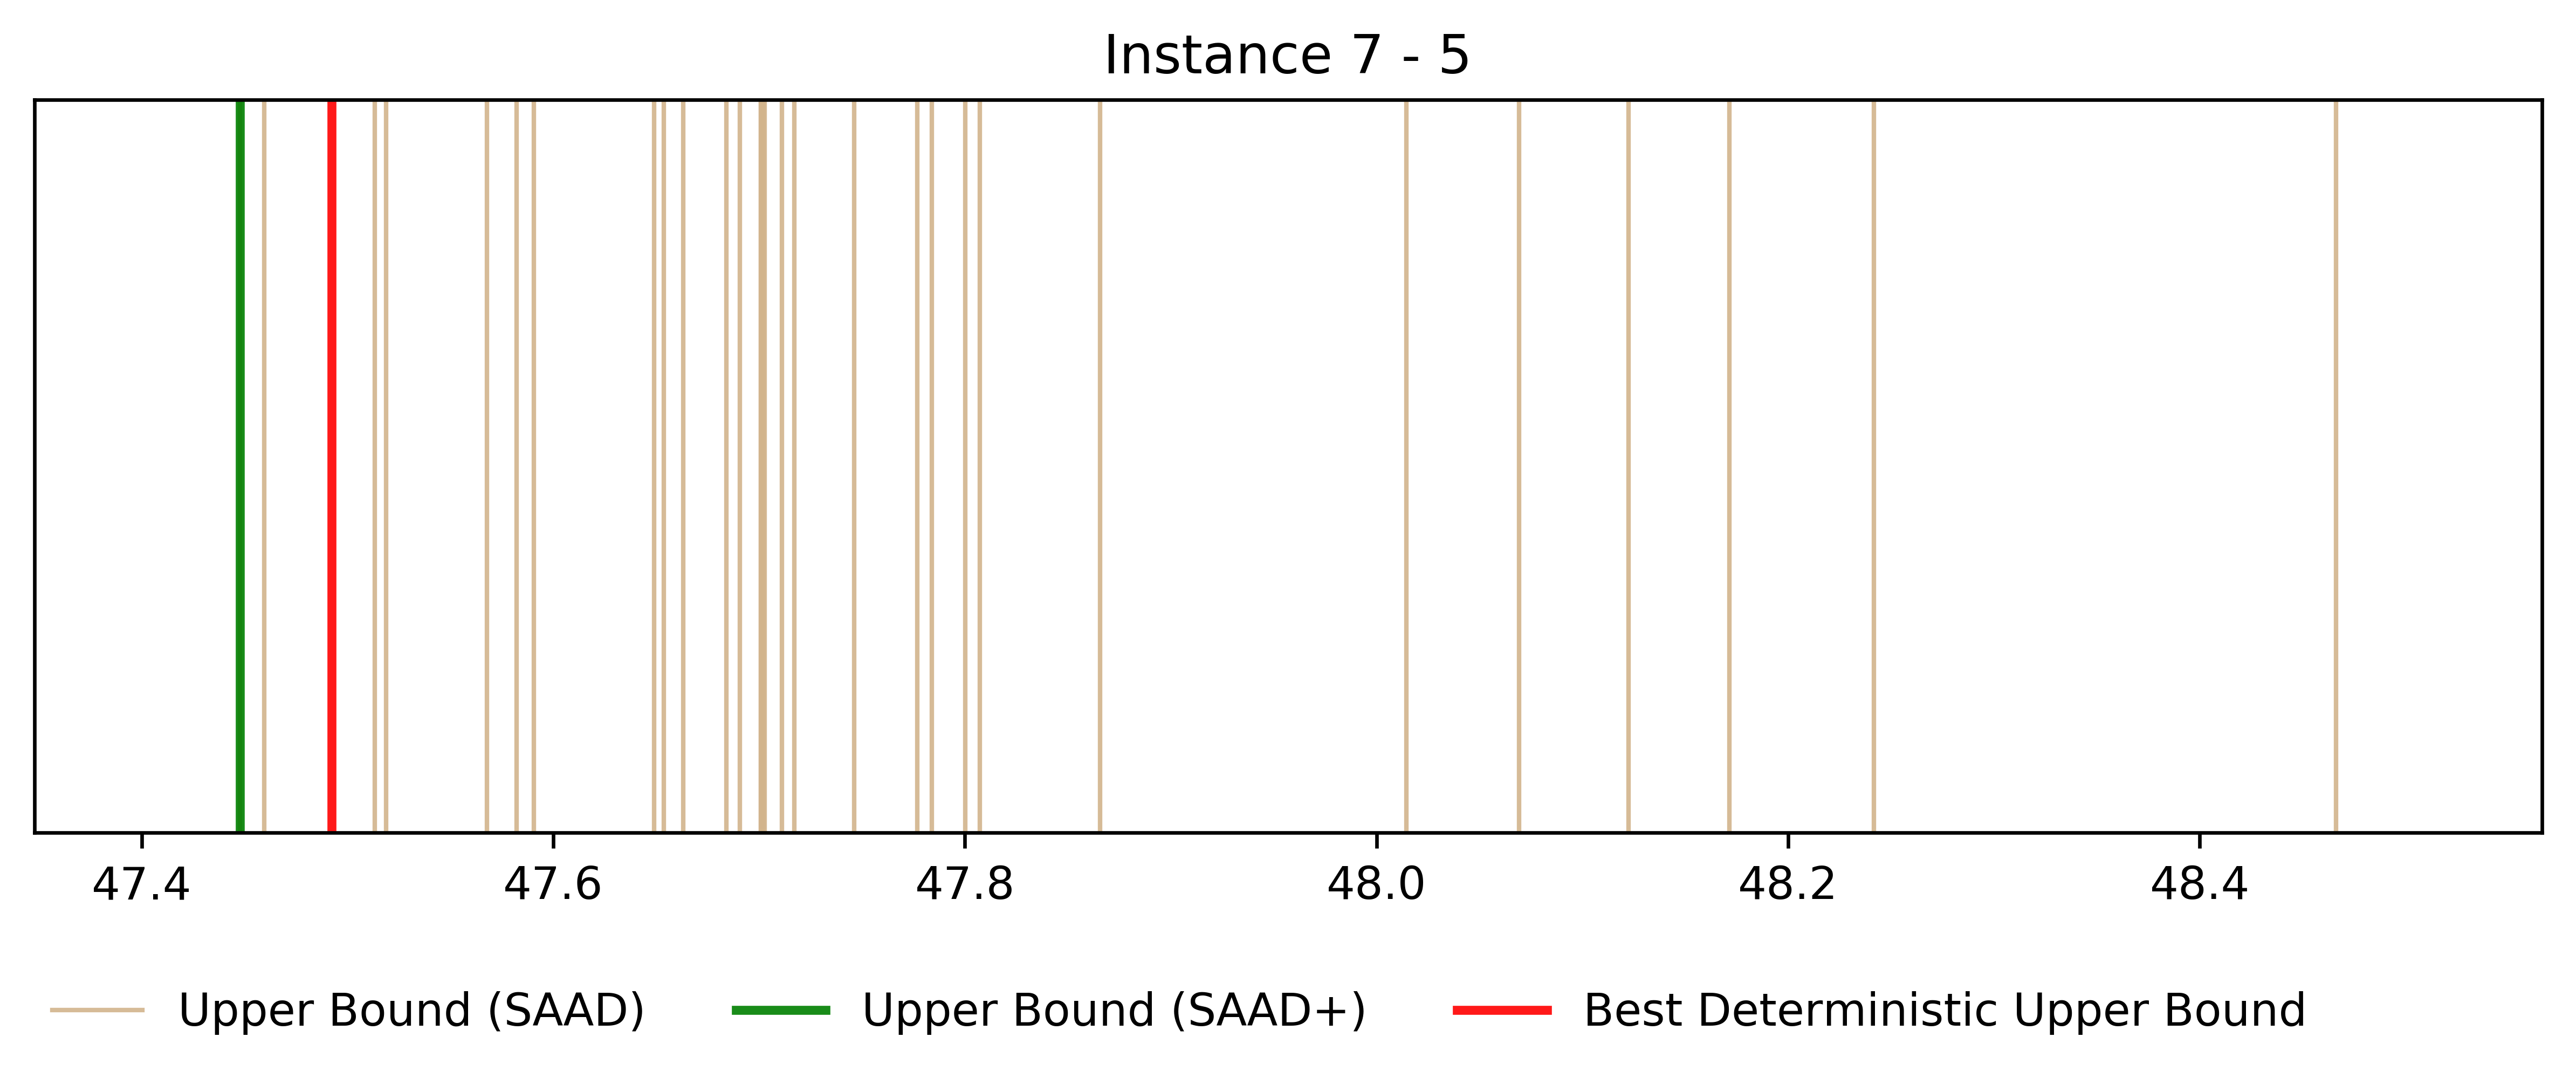 Instance 7 - 5
47.4 47.6 47.8 48.0 48.2 48.4
Upper Bound (SAAD) Upper Bound (SAAD+) Best Deterministic Upper Bound